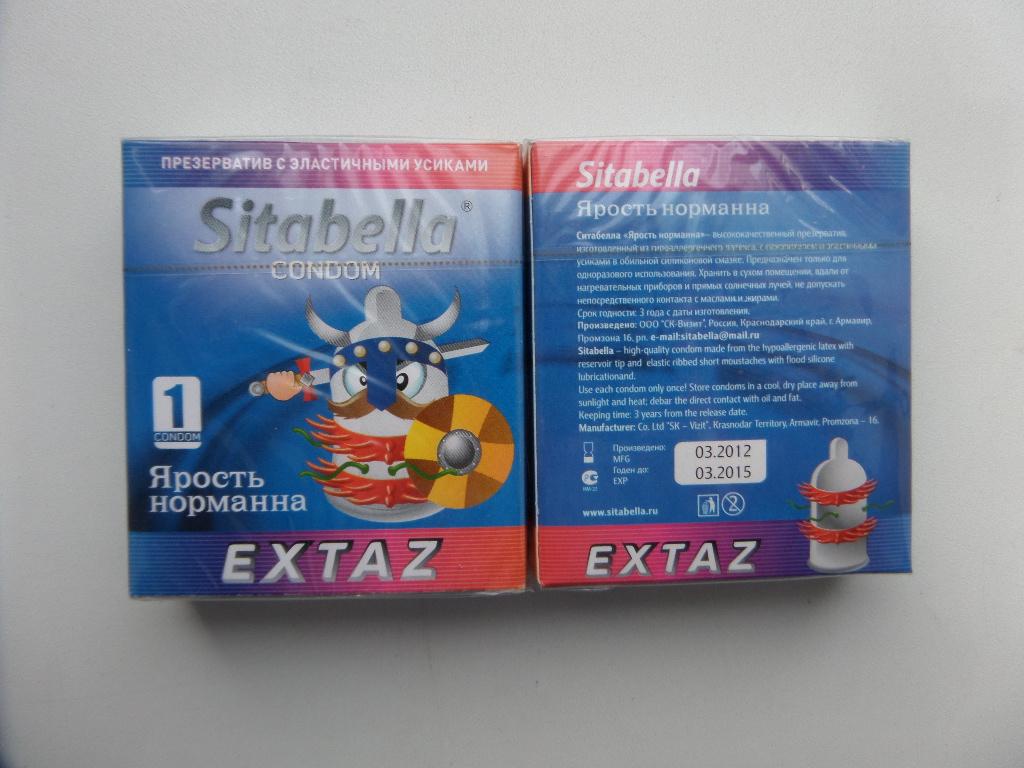 ПРЕЗЕРВАТИВ С ЭЛАСТИЧНЫМИ УСИКАМИ
Sitabella®
CONDOM
1
CONDOM
Ярость
норманна
EXTAZ
Sitabella
Ярость норманна
Ситабелла «Ярость норманна»– высококачественный презерватив,
изготовленный из гипоаллергенного латекса, с накопителем и эластичными
усиками в обильной силиконовой смазке. Предназначен только для
одноразового использования. Хранить в сухом помещении, вдали от
нагревательных приборов и прямых солнечных лучей, не допускать
непосредственного контакта с маслами и жирами.
Срок годности: 3 года с даты изготовления.
Произведено: ООО "СК-Визит", Россия, Краснодарский край, г. Армавир,
Промзона 16, рп. e-mail:sitabella@mail.ru
Sitabella – high-quality condom made from the hypoallergenic latex with
reservoir tip and elastic ribbed short moustaches with flood silicone
lubricationand.
Use each condom only once! Store condoms in a cool, dry place away from
sunlight and heat; debar the direct contact with oil and fat.
Keeping time: 3 years from the release date.
Manufacturer: Co. Ltd "SK – Vizit", Krasnodar Territory, Armavir, Promzona – 16.
Произведено:
MFG
03.2012
Годен до:
EXP
03.2015
www.sitabella.ru
2
EXTAZ